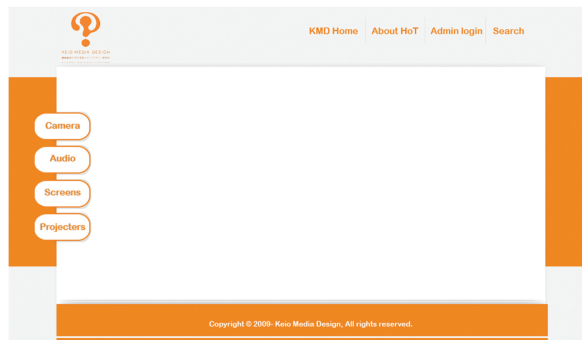 KMD Home
About HoT
Admin login
Search
KEIO MEDIA DESIGN
Camera
Audio
Screens
Projecters
Copyright © 2009- Keio Media Design, All rights reserved.